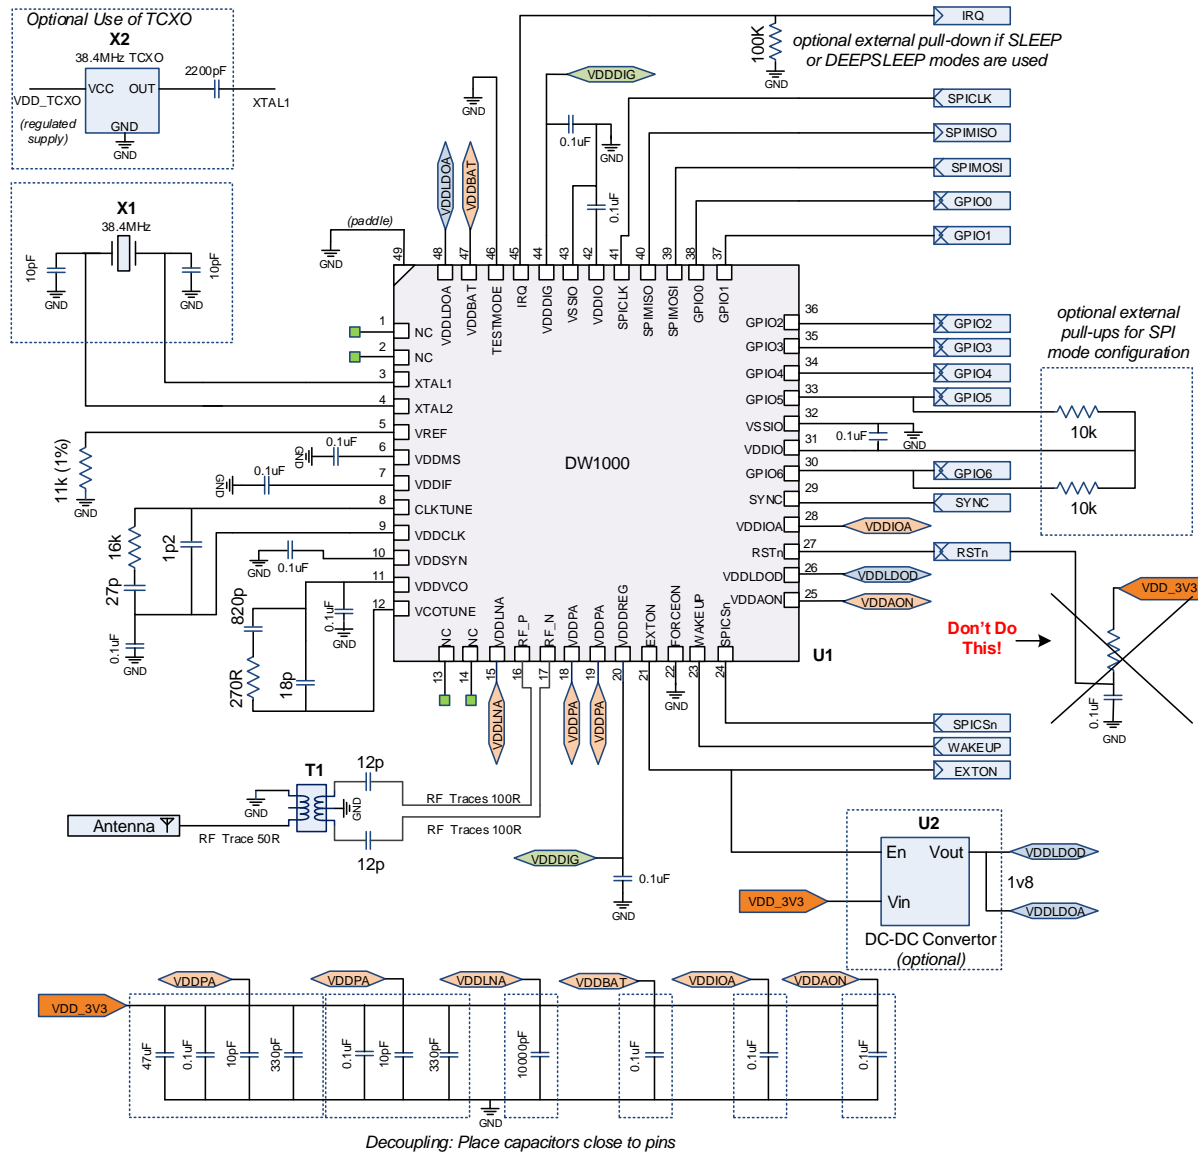 Optional Use of TCXO
X2
38.4MHz TCXO
2200pF
VCC OUT
VDD_TCXO
XTAL1
GND
(regulated
supply)
GND
X1
38.4MHz
10pF
10pF
GND
GND
(paddle)
GND
GND
VDDLDOA
VDDBAT
VDDDIG
0.1uF
GND
0.1uF
IRQ
100K
optional external pull-down if SLEEP
or DEEPSLEEP modes are used
GND
SPICLK
SPIMISO
SPIMOSI
GPIO0
GPIO1
49
48
47
46
45
44
43
42
41
40
39
38
37
VDDLDOA
VDDBAT
TESTMODE
IRQ
VDDIG
VSSIO
VDDIO
SPICLK
SPIMISO
SPIMOSI
GPIO0
GPIO1
1
NC
2
NC
3
XTAL1
4
XTAL2
5
VREF
6
VDDMS
7
VDDIF
8
CLKTUNE
9
VDDCLK
10
VDDSYN
11
VDDVCO
12
VCOTUNE
11k (1%)
GND
0.1uF
GND
0.1uF
GND
16k
1p2
27p
0.1uF
GND
GND
0.1uF
820p
0.1uF
GND
270R
18p
DW1000
U1
36
GPIO2
GPIO2
35
GPIO3
GPIO3
34
GPIO4
GPIO4
33
GPIO5
GPIO5
32
VSSIO
GND
31
VDDIO
0.1uF
30
GPIO6
GPIO6
29
SYNC
SYNC
28
VDDIOA
VDDIOA
27
RSTn
RSTn
26
VDDLDOD
VDDLDOD
25
VDDAON
VDDAON
optional external
pull-ups for SPI
mode configuration
10k
10k
VDD_3V3
Don't Do
This!
0.1uF
GND
NC
NC
VDDLNA
RF_P
RF_N
VDDPA
VDDPA
VDDDREG
EXTON
FORCEON
WAKEUP
SPICSn
13
14
15
16
17
18
19
20
21
22
23
24
VDDLNA
VDDPA
VDDPA
GND
SPICSn
WAKEUP
EXTON
T1
12p
GND
GND
RF Traces 100R
Antenna
RF Trace 50R
RF Traces 100R
12p
VDDDIG
0.1uF
GND
U2
En Vout
VDDLDOD
1v8
VDD_3V3
Vin
VDDLDOA
DC-DC Convertor
(optional)
VDDPA
VDDPA
VDDLNA
VDDBAT
VDDIOA
VDDAON
VDD_3V3
47uF
0.1uF
10pF
330pF
0.1uF
10pF
330pF
10000pF
0.1uF
0.1uF
0.1uF
GND
Decoupling: Place capacitors close to pins